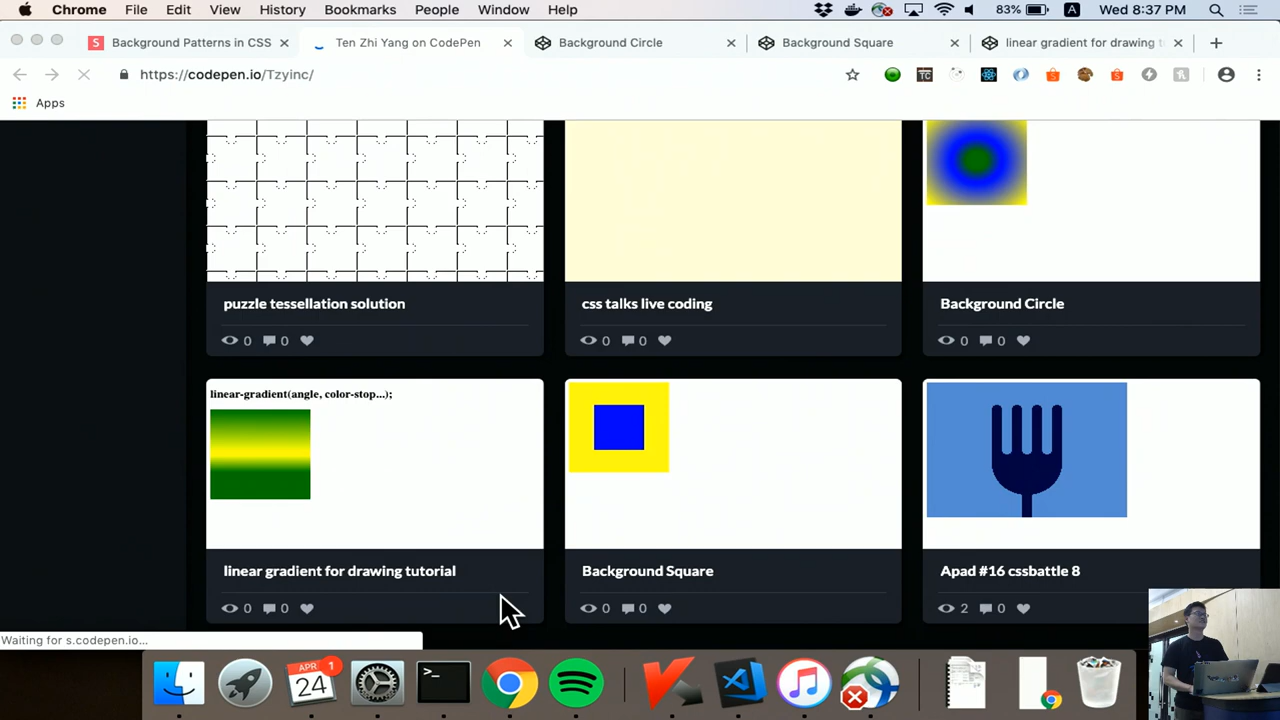 Chrome File Edit View History Bookmarks People Window Help 83% A Wed 8:37 PM
Background Patterns in CSS Ten Zhi Yang on CodePen Background Circle Background Square linear gradient for drawing t
https://codepen.io/Tzyinc/ TC
Apps
puzzle tessellation solution css talks live coding Background Circle
0 0 0 0 0 0
linear-gradient(angle, color-stop...);
linear gradient for drawing tutorial Background Square Apad #16 cssbattle 8
0 0 0 0 2 0
Waiting for s.codepen.io...
APR 1
24